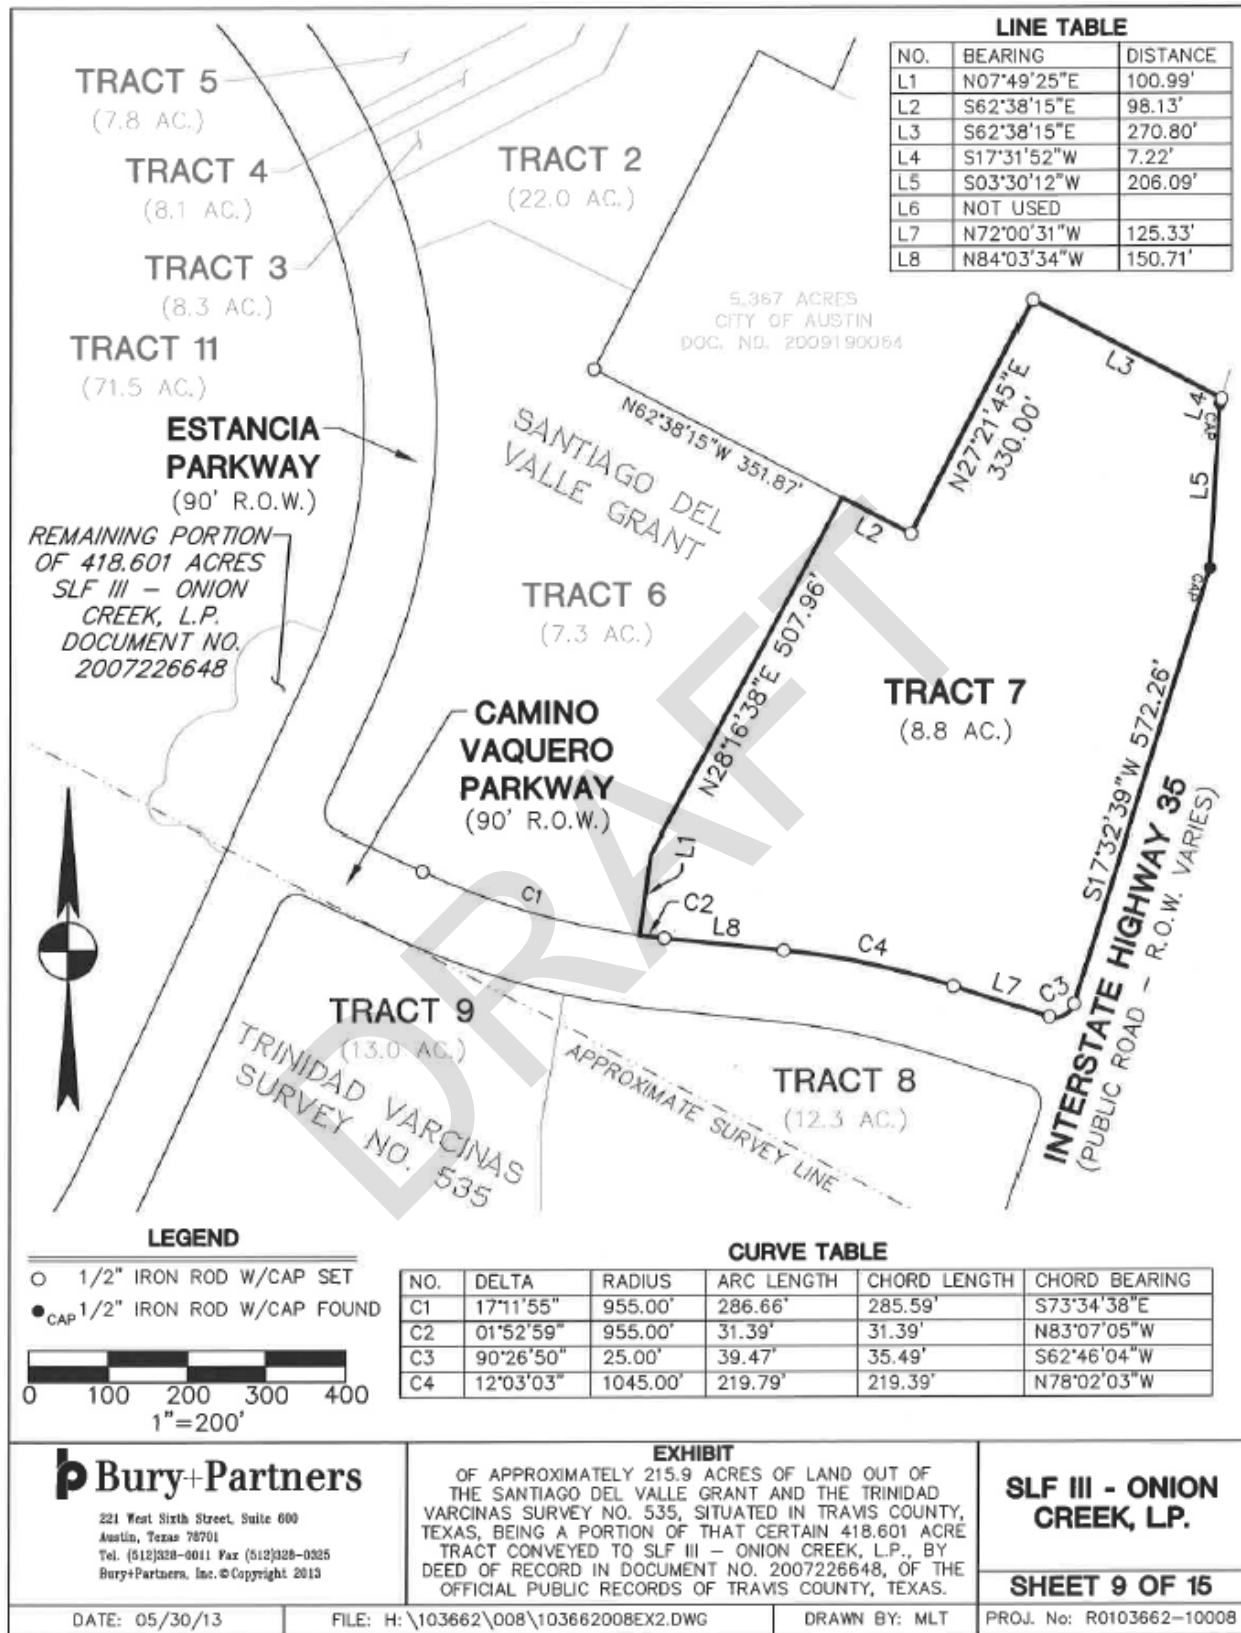 LINE TABLE
NO. BEARING DISTANCE
L1 N07°49'25"E 100.99'
L2 S62°38'15"E 98.13'
L3 S62°38'15"E 270.80'
L4 S17°31'52"W 7.22'
L5 S03°30'12"W 206.09'
L6 NOT USED
L7 N72°00'31"W 125.33'
L8 N84°03'34"W 150.71'
TRACT 5
(7.8 AC.)
TRACT 4
(8.1 AC.)
TRACT 3
(8.3 AC.)
TRACT 11
(71.5 AC.)
TRACT 2
(22.0 AC.)
5.367 ACRES
CITY OF AUSTIN
DOC. NO. 2009190064
ESTANCIA
PARKWAY
(90' R.O.W.)
REMAINING PORTION
OF 418.601 ACRES
SLF III – ONION
CREEK, L.P.
DOCUMENT NO.
2007226648
N62°38'15"W 351.87'
SANTIAGO DEL
VALLE GRANT
L2
N27°21'45"E
330.00'
L3
L4
CAP
L5
CAP
TRACT 6
(7.3 AC.)
N28°16'38"E 507.96'
TRACT 7
(8.8 AC.)
S17°32'39"W 572.26'
INTERSTATE HIGHWAY 35
(PUBLIC ROAD – R.O.W. VARIES)
CAMINO
VAQUERO
PARKWAY
(90' R.O.W.)
L1
C1
C2
L8
C4
L7
C3
TRACT 9
(13.0 AC.)
TRINIDAD VARCINAS
SURVEY NO. 535
APPROXIMATE SURVEY LINE
TRACT 8
(12.3 AC.)
DRAFT
LEGEND
1/2" IRON ROD W/CAP SET
CAP 1/2" IRON ROD W/CAP FOUND
0 100 200 300 400
1"=200'
CURVE TABLE
NO. DELTA RADIUS ARC LENGTH CHORD LENGTH CHORD BEARING
C1 17°11'55" 955.00' 286.66' 285.59' S73°34'38"E
C2 01°52'59" 955.00' 31.39' 31.39' N83°07'05"W
C3 90°26'50" 25.00' 39.47' 35.49' S62°46'04"W
C4 12°03'03" 1045.00' 219.79' 219.39' N78°02'03"W
Bury+Partners
221 West Sixth Street, Suite 600
Austin, Texas 78701
Tel. (512)328-0011 Fax (512)328-0325
Bury+Partners, Inc. ©Copyright 2013
EXHIBIT
OF APPROXIMATELY 215.9 ACRES OF LAND OUT OF
THE SANTIAGO DEL VALLE GRANT AND THE TRINIDAD
VARCINAS SURVEY NO. 535, SITUATED IN TRAVIS COUNTY,
TEXAS, BEING A PORTION OF THAT CERTAIN 418.601 ACRE
TRACT CONVEYED TO SLF III – ONION CREEK, L.P., BY
DEED OF RECORD IN DOCUMENT NO. 2007226648, OF THE
OFFICIAL PUBLIC RECORDS OF TRAVIS COUNTY, TEXAS.
SLF III - ONION
CREEK, L.P.
SHEET 9 OF 15
DATE: 05/30/13
FILE: H:\103662\008\103662008EX2.DWG
DRAWN BY: MLT
PROJ. No: R0103662-10008